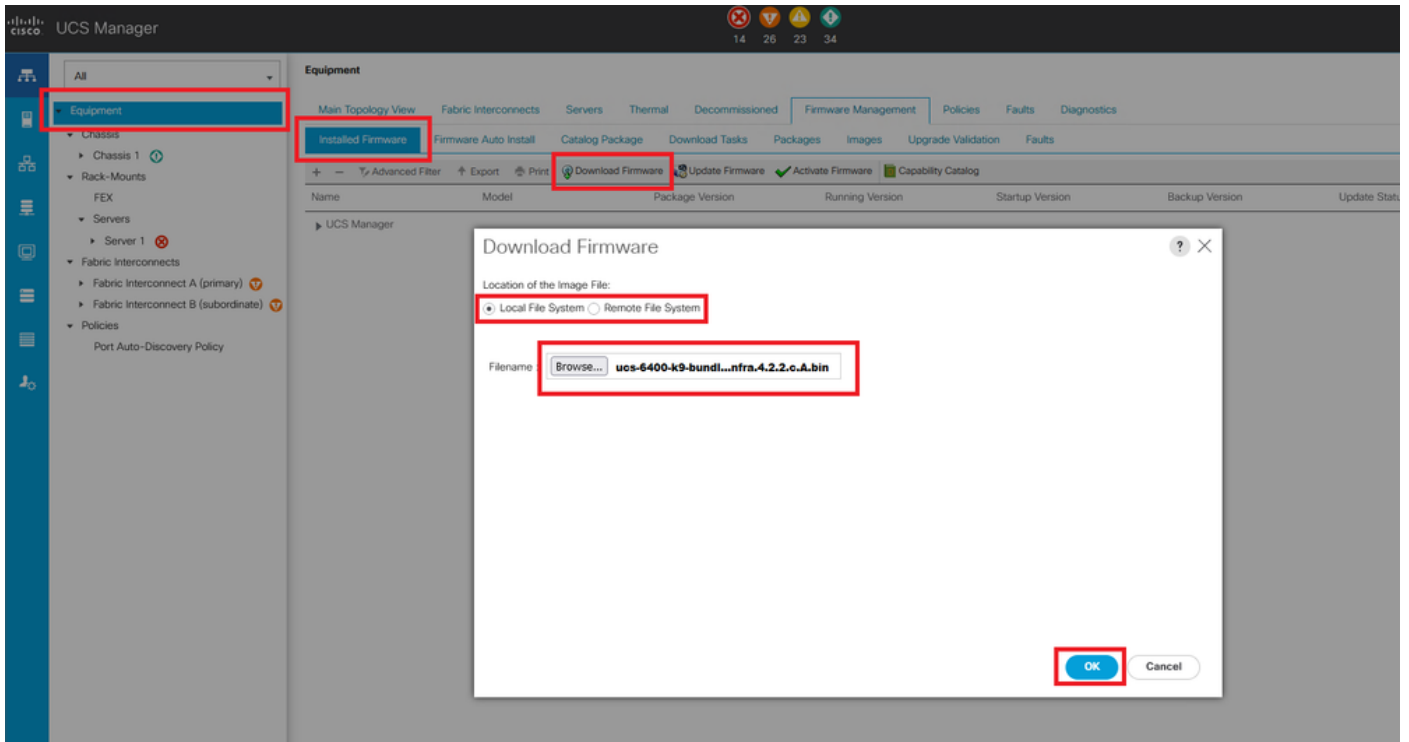 cisco UCS Manager
14 26 23 34
All
Equipment
Chassis
Chassis 1
Rack-Mounts
FEX
Servers
Server 1
Fabric Interconnects
Fabric Interconnect A (primary)
Fabric Interconnect B (subordinate)
Policies
Port Auto-Discovery Policy
Equipment
Main Topology View Fabric Interconnects Servers Thermal Decommissioned Firmware Management Policies Faults Diagnostics
Installed Firmware Firmware Auto Install Catalog Package Download Tasks Packages Images Upgrade Validation Faults
+ − Advanced Filter Export Print Download Firmware Update Firmware Activate Firmware Capability Catalog
Name Model Package Version Running Version Startup Version Backup Version Update Statu
UCS Manager
Download Firmware ?
Location of the Image File:
Local File System Remote File System
Filename : Browse... ucs-6400-k9-bundl...nfra.4.2.2.c.A.bin
OK Cancel